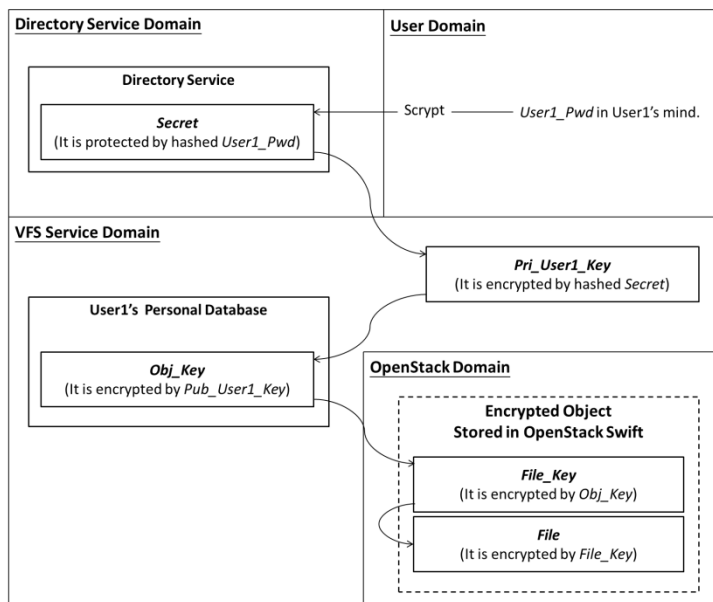 Directory Service Domain
User Domain
Directory Service
Secret
(It is protected by hashed User1_Pwd)
Scrypt
User1_Pwd in User1's mind.
VFS Service Domain
Pri_User1_Key
(It is encrypted by hashed Secret)
User1's Personal Database
Obj_Key
(It is encrypted by Pub_User1_Key)
OpenStack Domain
Encrypted Object
Stored in OpenStack Swift
File_Key
(It is encrypted by Obj_Key)
File
(It is encrypted by File_Key)